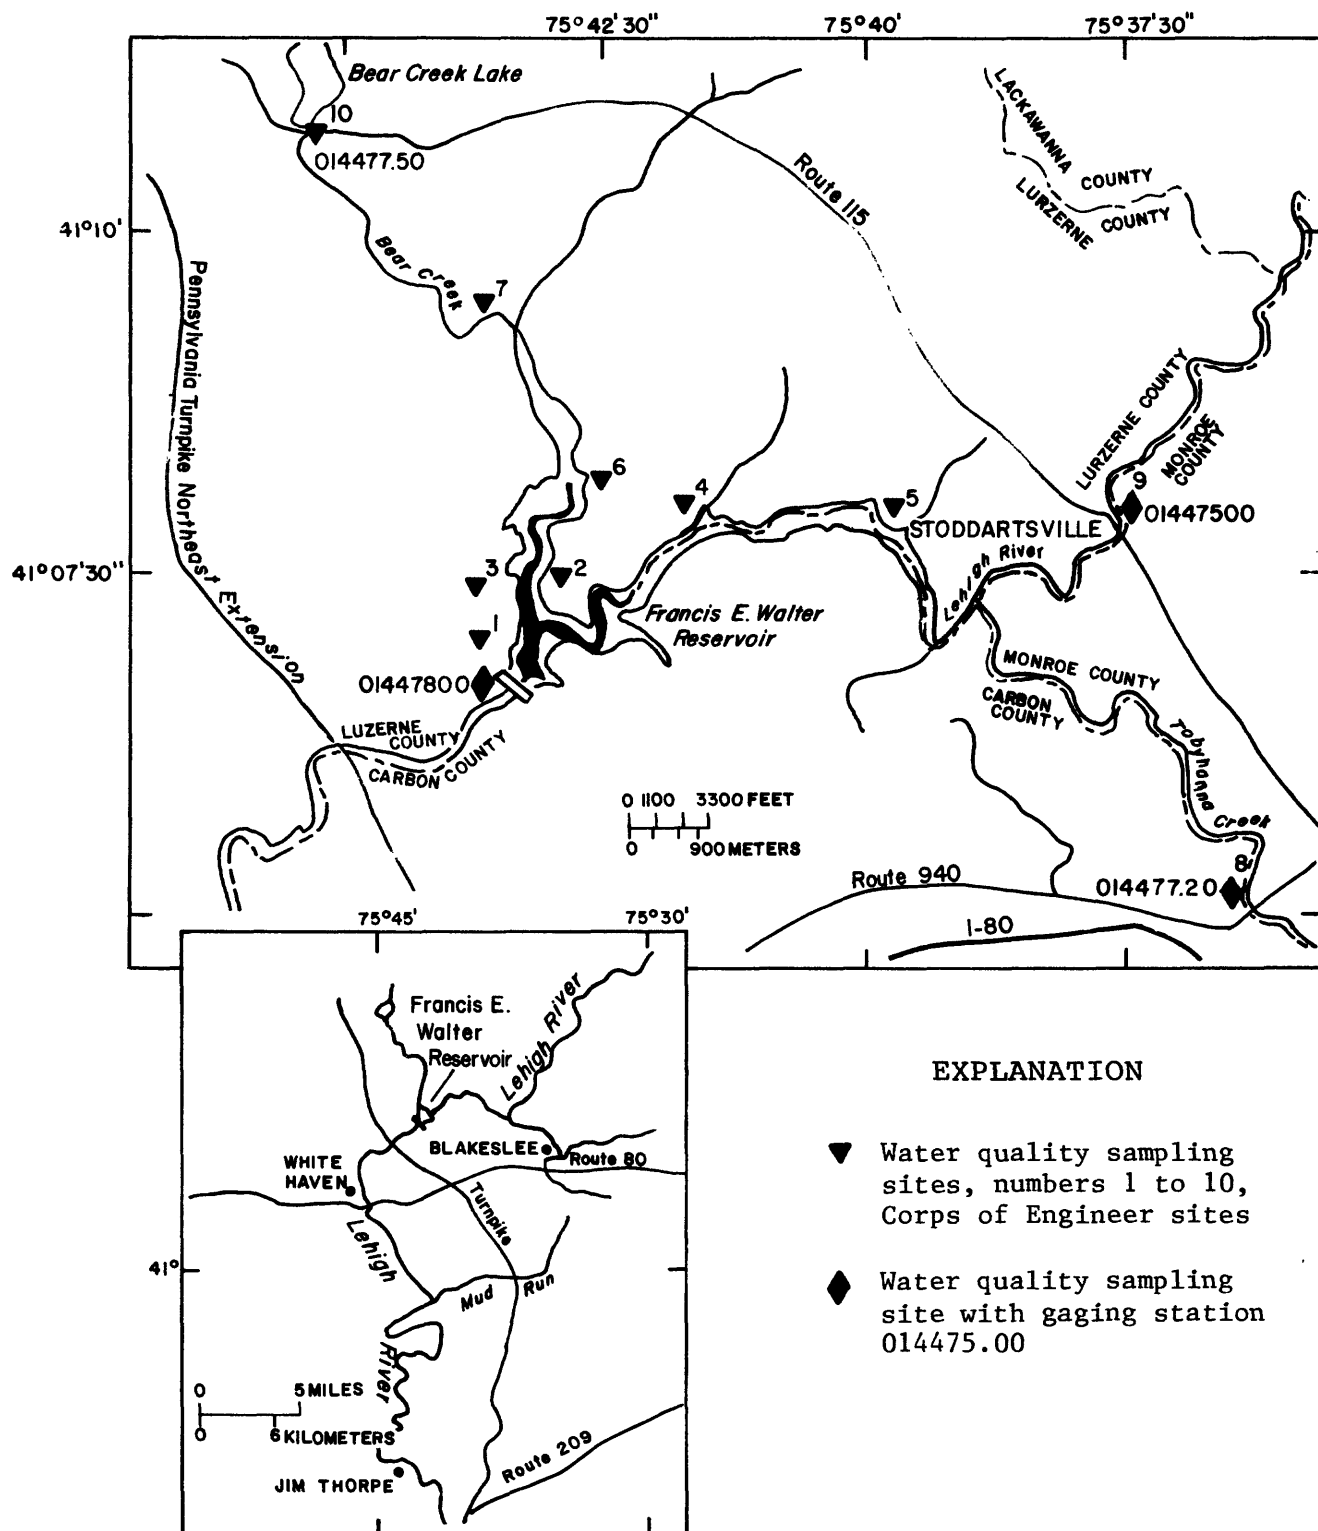 75°42'30"
75°40'
75°37'30"
Bear Creek Lake
10
014477.50
LACKAWANNA
COUNTY
LURZERNE
COUNTY
Route 115
41°10'
Bear Creek
7
Pennsylvania Turnpike Northeast Extension
LURZERNE COUNTY
MONROE
COUNTY
9
01447500
6
4
5
STODDARTSVILLE
Lehigh River
41°07'30"
3
2
1
Francis E. Walter
Reservoir
01447800
MONROE COUNTY
CARBON
COUNTY
LUZERNE
COUNTY
CARBON COUNTY
Tobyhanna Creek
0 1100 3300 FEET
0 900 METERS
8
014477.20
Route 940
I-80
75°45'
75°30'
Francis E.
Walter
Reservoir
Lehigh River
BLAKESLEE
Route 80
WHITE
HAVEN
Turnpike
Lehigh
River
41°
Mud Run
0 5 MILES
0 6 KILOMETERS
JIM THORPE
Route 209
EXPLANATION
Water quality sampling
sites, numbers 1 to 10,
Corps of Engineer sites
Water quality sampling
site with gaging station
014475.00